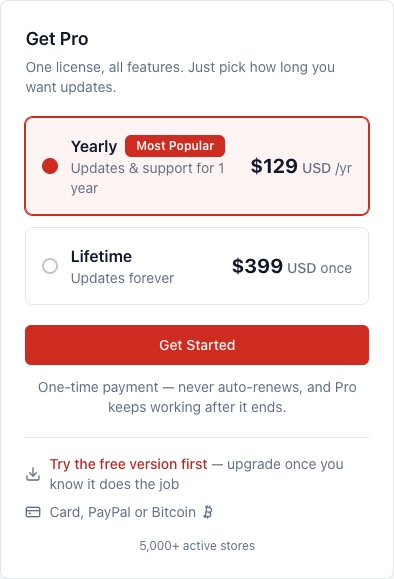 Get Pro
One license, all features. Just pick how long you
want updates.
Yearly Most Popular
Updates & support for 1
year
$129 USD /yr
Lifetime
Updates forever
$399 USD once
Get Started
One-time payment — never auto-renews, and Pro
keeps working after it ends.
Try the free version first — upgrade once you
know it does the job
Card, PayPal or Bitcoin
5,000+ active stores